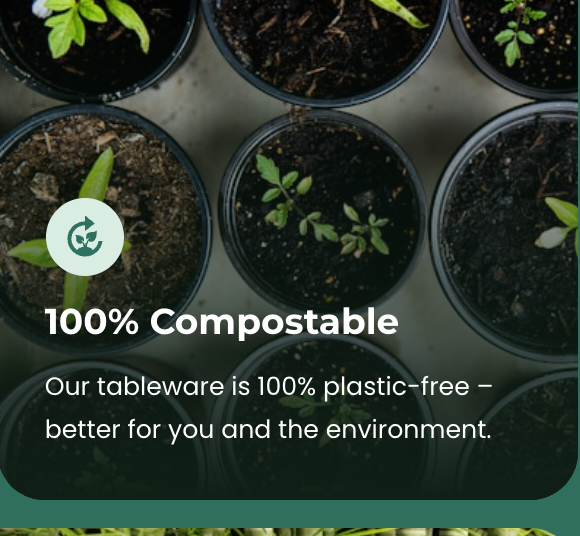 100% Compostable
Our tableware is 100% plastic-free –
better for you and the environment.